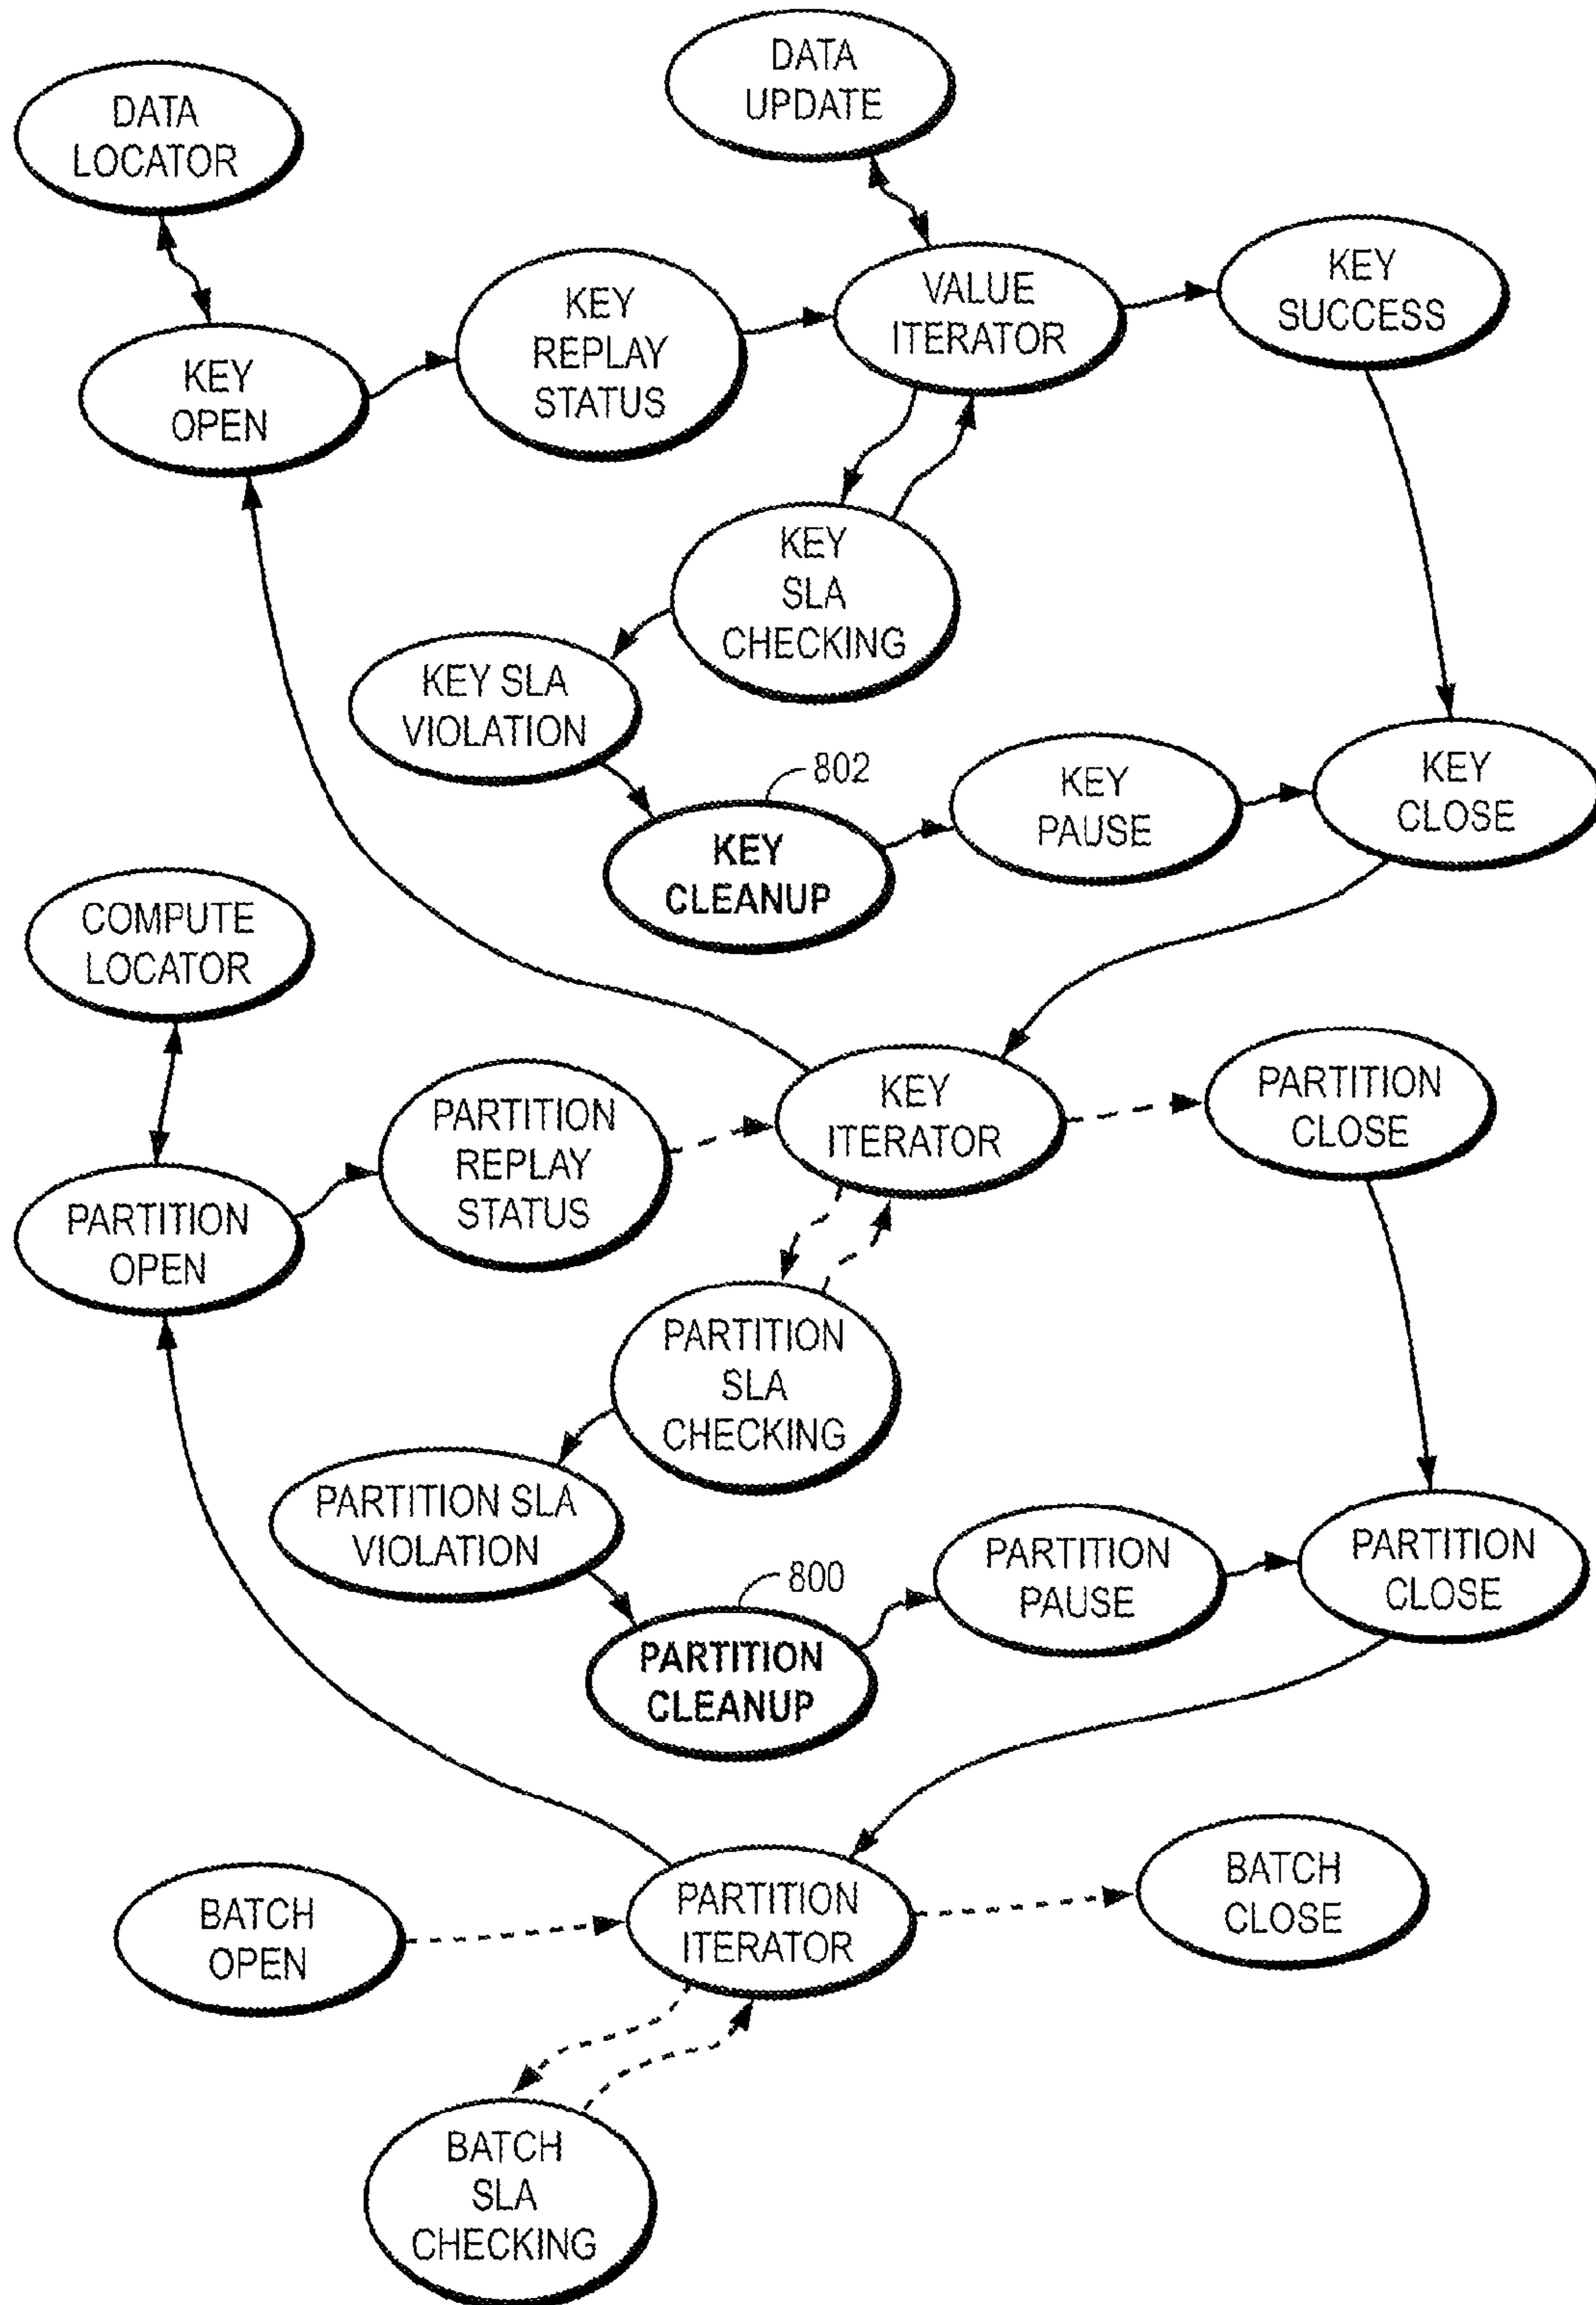 DATA
UPDATE
DATA
LOCATOR
KEY
SUCCESS
VALUE
ITERATOR
KEY
REPLAY
STATUS
KEY
OPEN
KEY
SLA
CHECKING
KEY SLA
VIOLATION
802
KEY
CLEANUP
KEY
PAUSE
KEY
CLOSE
COMPUTE
LOCATOR
KEY
ITERATOR
PARTITION
CLOSE
PARTITION
REPLAY
STATUS
PARTITION
OPEN
PARTITION
SLA
CHECKING
PARTITION SLA
VIOLATION
800
PARTITION
CLEANUP
PARTITION
PAUSE
PARTITION
CLOSE
BATCH
OPEN
PARTITION
ITERATOR
BATCH
CLOSE
BATCH
SLA
CHECKING